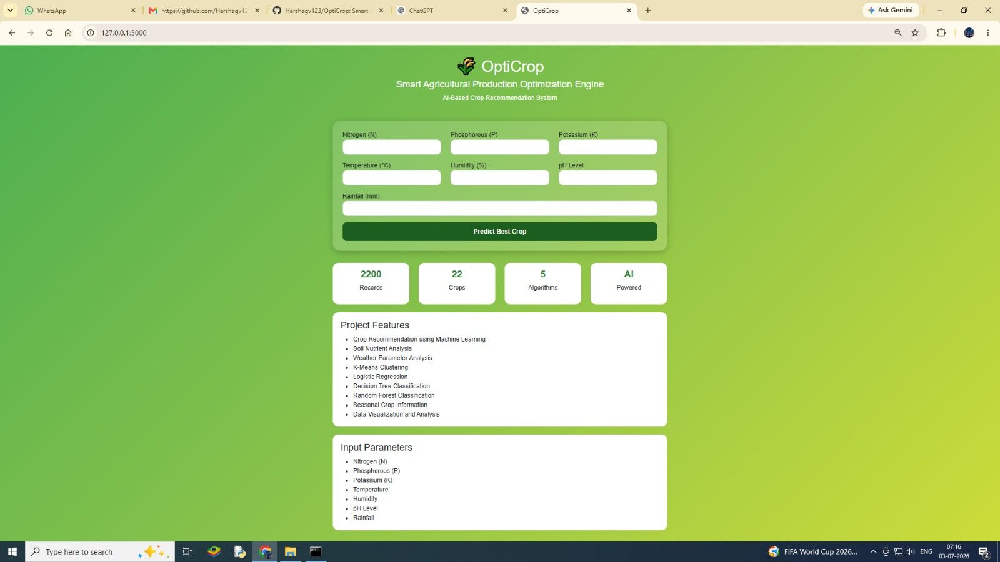 WhatsApp
https://github.com/Harshagv12
Harshagv123/OptiCrop: Smart A
ChatGPT
OptiCrop
Ask Gemini
127.0.0.1:5000
OptiCrop
Smart Agricultural Production Optimization Engine
AI-Based Crop Recommendation System
Nitrogen (N)
Phosphorous (P)
Potassium (K)
Temperature (°C)
Humidity (%)
pH Level
Rainfall (mm)
Predict Best Crop
2200
Records
22
Crops
5
Algorithms
AI
Powered
Project Features
Crop Recommendation using Machine Learning
Soil Nutrient Analysis
Weather Parameter Analysis
K-Means Clustering
Logistic Regression
Decision Tree Classification
Random Forest Classification
Seasonal Crop Information
Data Visualization and Analysis
Input Parameters
Nitrogen (N)
Phosphorous (P)
Potassium (K)
Temperature
Humidity
pH Level
Rainfall
Type here to search
FIFA World Cup 2026...
ENG
07:16
03-07-2026
2